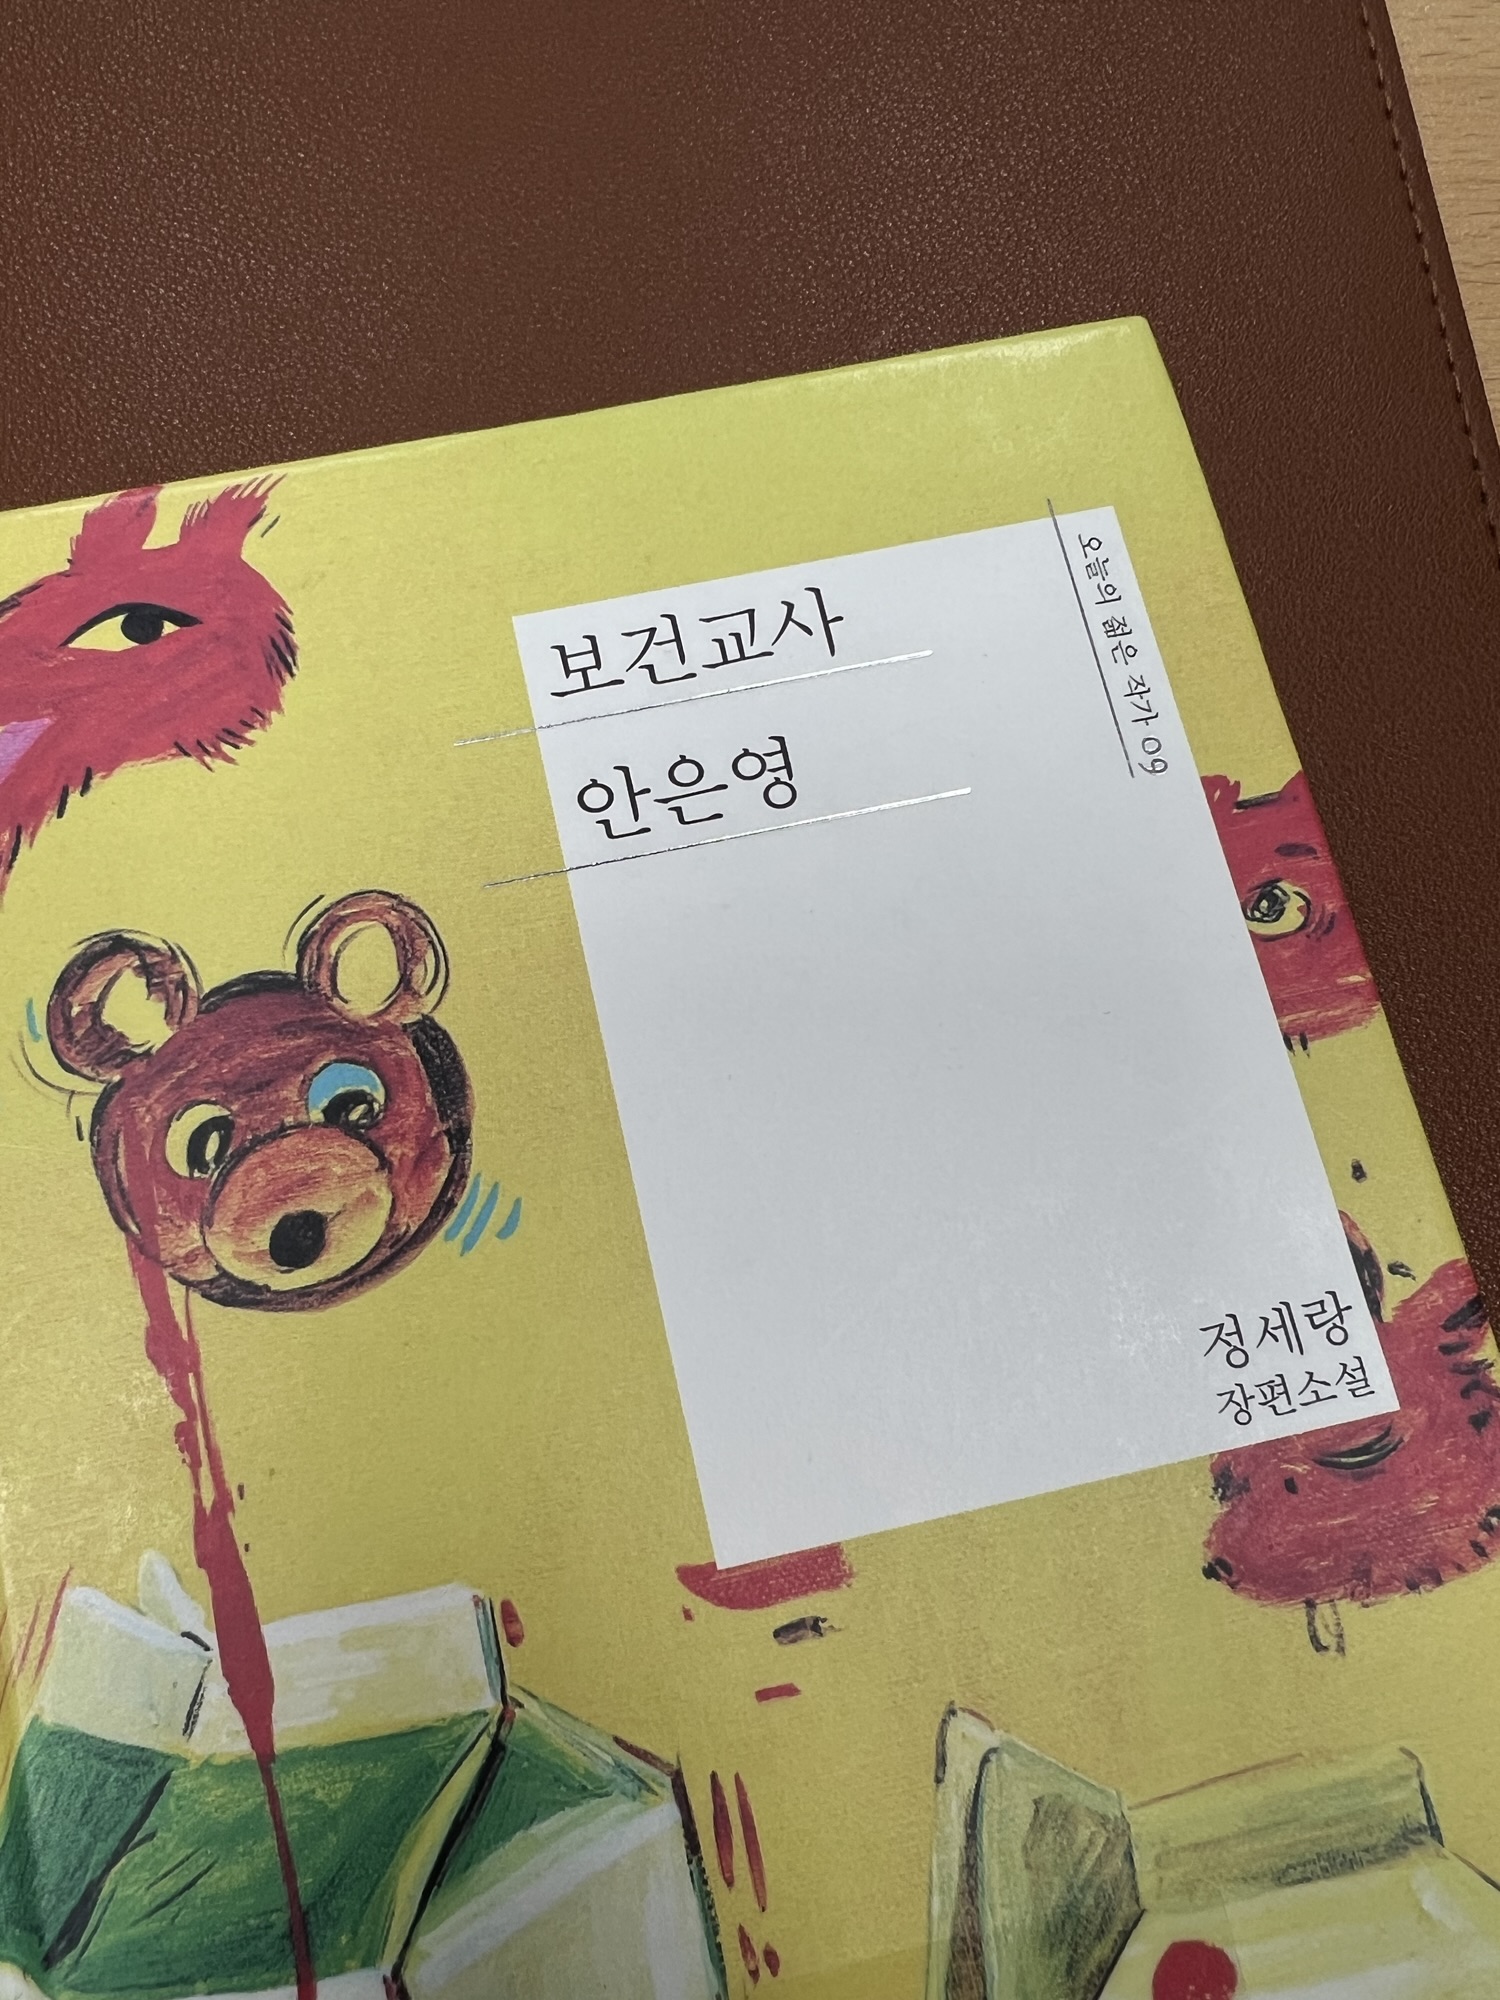 보건교사
안은영
오늘의 젊은 작가 09
정세랑
장편소설